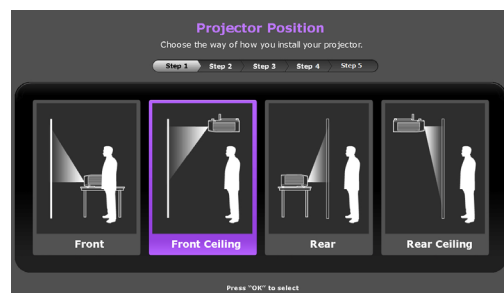 Projector Position
Choose the way of how you install your projector.
Step 1 Step 2 Step 3 Step 4 Step 5
Front Front Ceiling Rear Rear Ceiling
Press "OK" to select